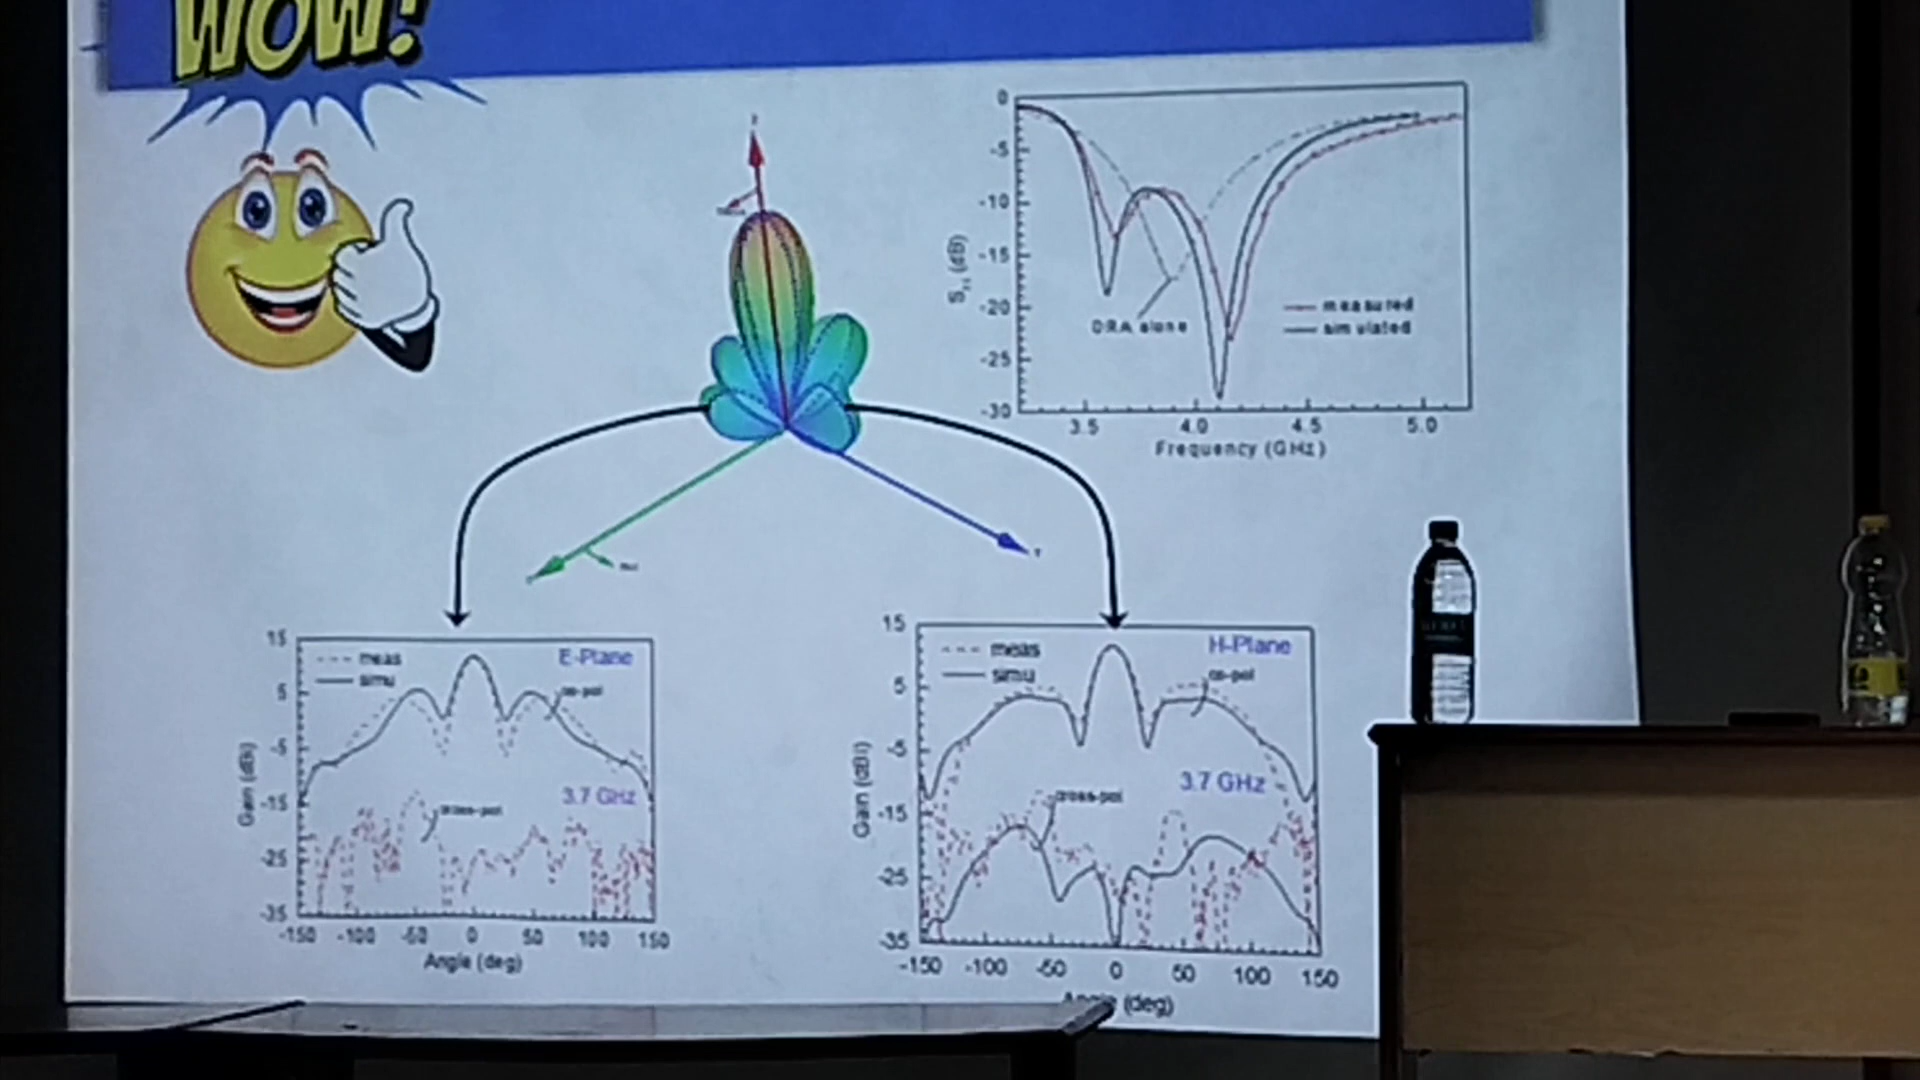 WOW!
0
-5
-10
-15
-20
-25
-30
S₁₁ (dB)
DRA alone
measured
simulated
3.5 4.0 4.5 5.0
Frequency (GHz)
15
5
-5
-15
-25
-35
Gain (dBi)
meas
simu
E-Plane
co-pol
3.7 GHz
cross-pol
-150 -100 -50 0 50 100 150
Angle (deg)
15
5
-5
-15
-25
-35
Gain (dBi)
meas
simu
H-Plane
co-pol
3.7 GHz
cross-pol
-150 -100 -50 0 50 100 150
Angle (deg)